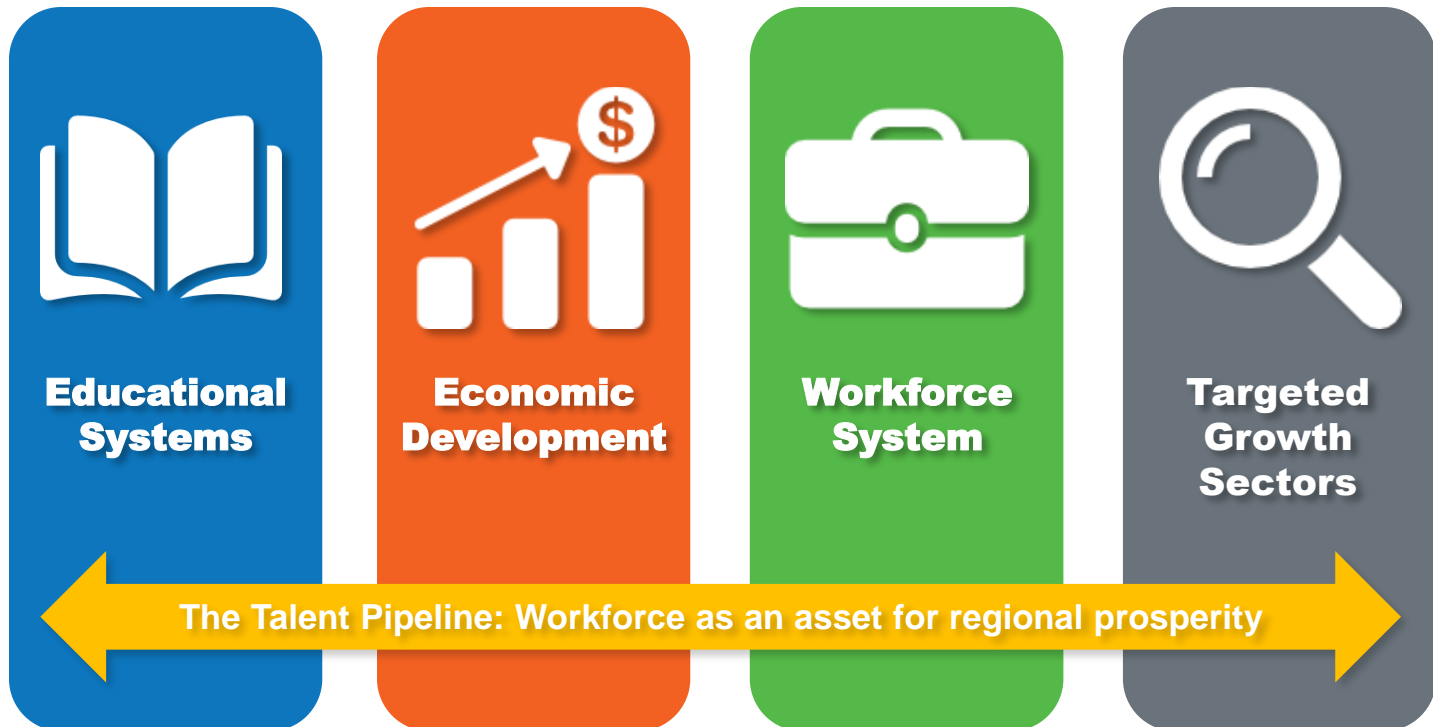 $
Educational
Systems
Economic
Development
Workforce
System
Targeted
Growth
Sectors
The Talent Pipeline: Workforce as an asset for regional prosperity